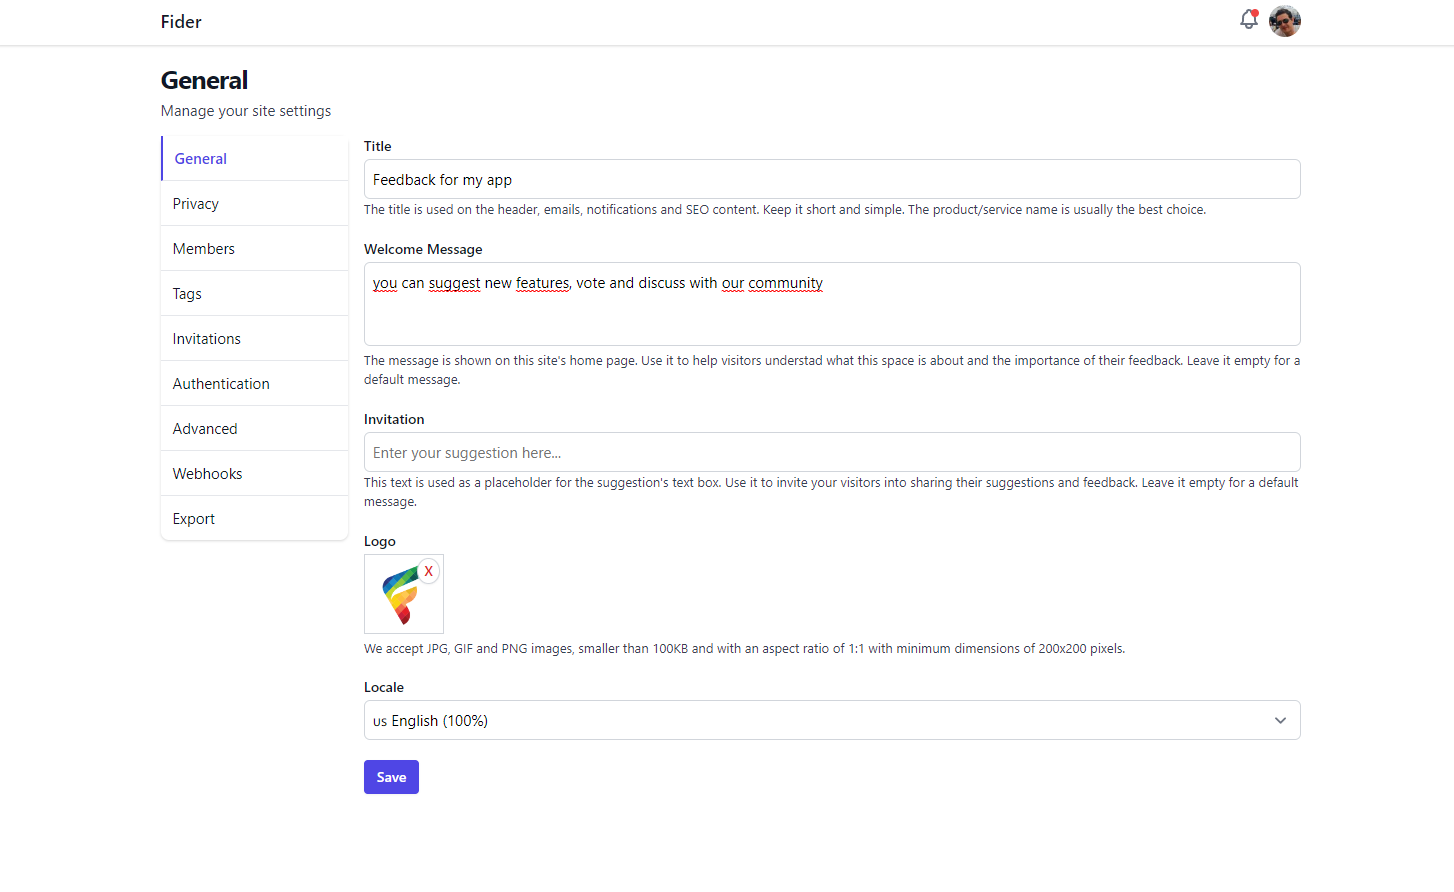 Fider
General
Manage your site settings
General
Privacy
Members
Tags
Invitations
Authentication
Advanced
Webhooks
Export
Title
Feedback for my app
The title is used on the header, emails, notifications and SEO content. Keep it short and simple. The product/service name is usually the best choice.
Welcome Message
you can suggest new features, vote and discuss with our community
The message is shown on this site's home page. Use it to help visitors understad what this space is about and the importance of their feedback. Leave it empty for a
default message.
Invitation
Enter your suggestion here...
This text is used as a placeholder for the suggestion's text box. Use it to invite your visitors into sharing their suggestions and feedback. Leave it empty for a default
message.
Logo
X
We accept JPG, GIF and PNG images, smaller than 100KB and with an aspect ratio of 1:1 with minimum dimensions of 200x200 pixels.
Locale
us English (100%)
Save